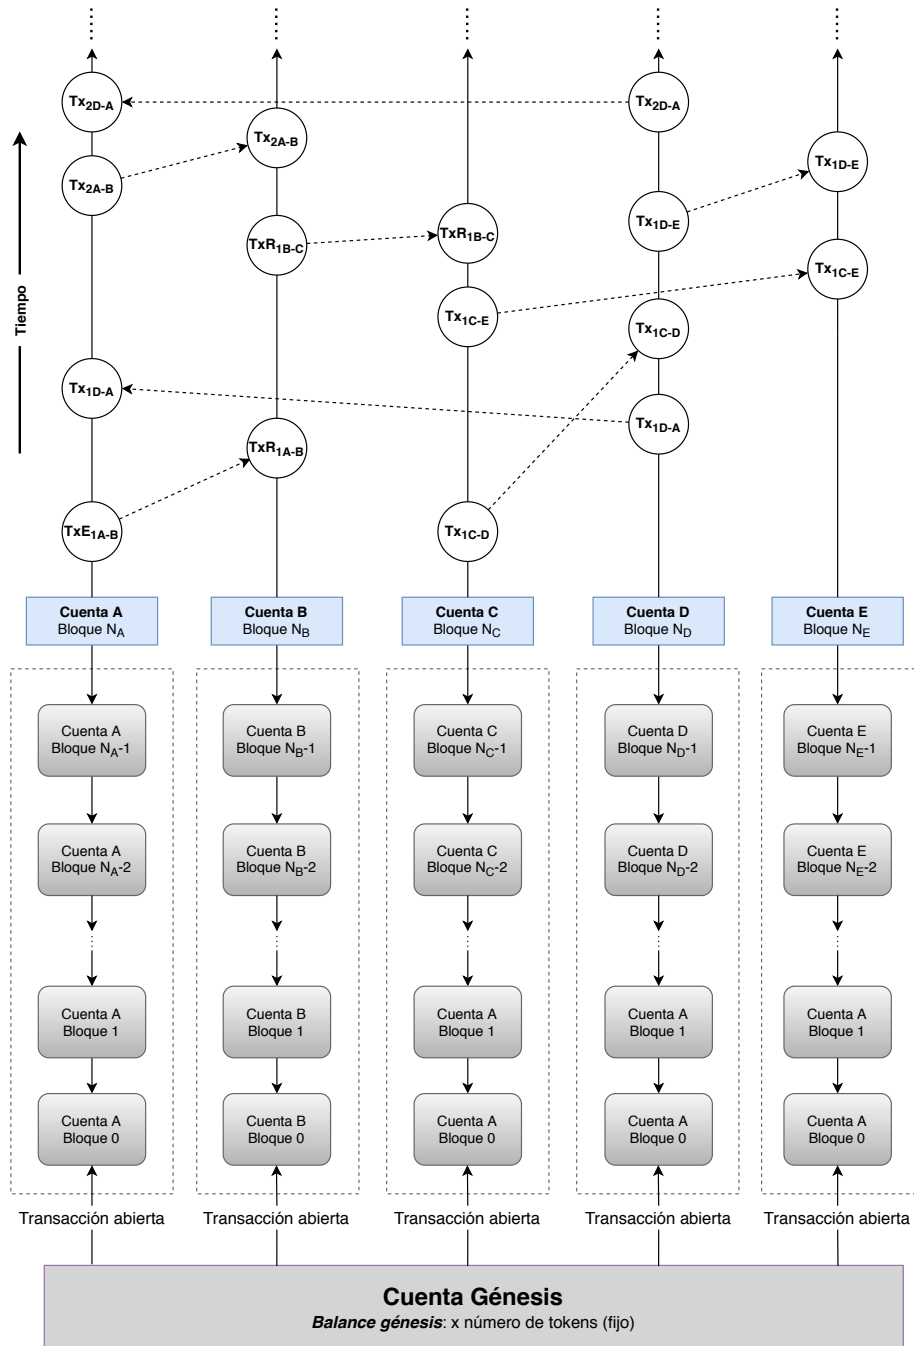 Tx2D-A
Tx2D-A
Tx2A-B
Tx1D-E
Tx2A-B
TxR1B-C
TxR1B-C
Tx1D-E
Tx1C-E
Tiempo
Tx1C-E
Tx1C-D
Tx1D-A
Tx1D-A
TxR1A-B
TxE1A-B
Tx1C-D
Cuenta A
Bloque NA
Cuenta B
Bloque NB
Cuenta C
Bloque NC
Cuenta D
Bloque ND
Cuenta E
Bloque NE
Cuenta A
Bloque NA-1
Cuenta B
Bloque NB-1
Cuenta C
Bloque NC-1
Cuenta D
Bloque ND-1
Cuenta E
Bloque NE-1
Cuenta A
Bloque NA-2
Cuenta B
Bloque NB-2
Cuenta C
Bloque NC-2
Cuenta D
Bloque ND-2
Cuenta E
Bloque NE-2
Cuenta A
Bloque 1
Cuenta B
Bloque 1
Cuenta A
Bloque 1
Cuenta A
Bloque 1
Cuenta A
Bloque 1
Cuenta A
Bloque 0
Cuenta B
Bloque 0
Cuenta A
Bloque 0
Cuenta A
Bloque 0
Cuenta A
Bloque 0
Transacción abierta
Transacción abierta
Transacción abierta
Transacción abierta
Transacción abierta
Cuenta Génesis
Balance génesis: x número de tokens (fijo)